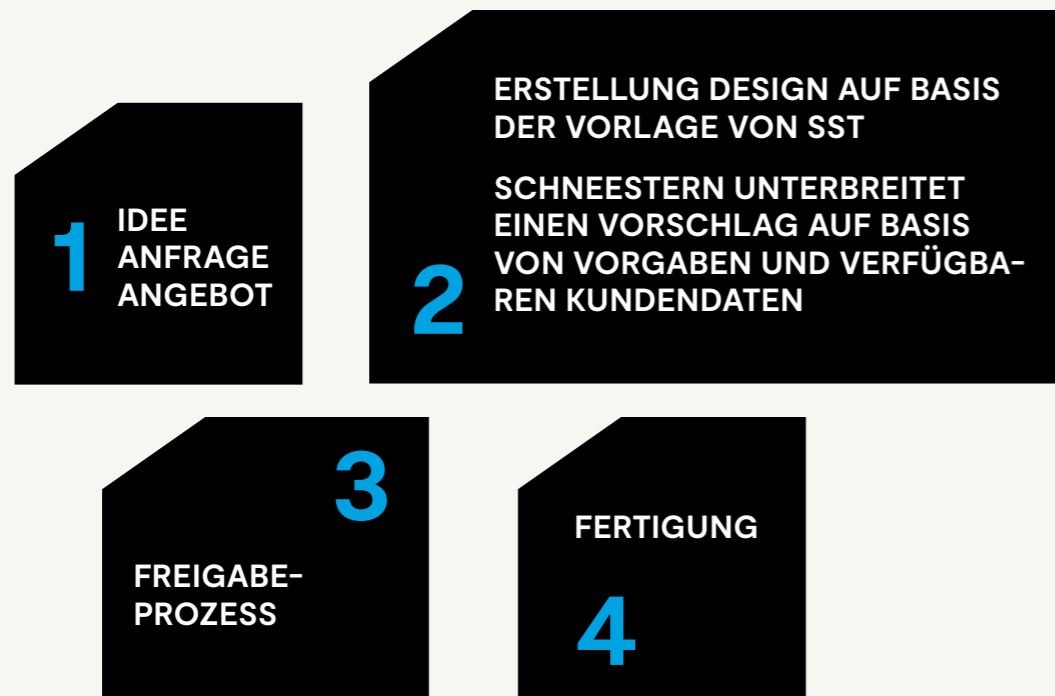 1
IDEE
ANFRAGE
ANGEBOT
2
ERSTELLUNG DESIGN AUF BASIS
DER VORLAGE VON SST
SCHNEESTERN UNTERBREITET
EINEN VORSCHLAG AUF BASIS
VON VORGABEN UND VERFÜGBA-
REN KUNDENDATEN
3
FREIGABE-
PROZESS
FERTIGUNG
4